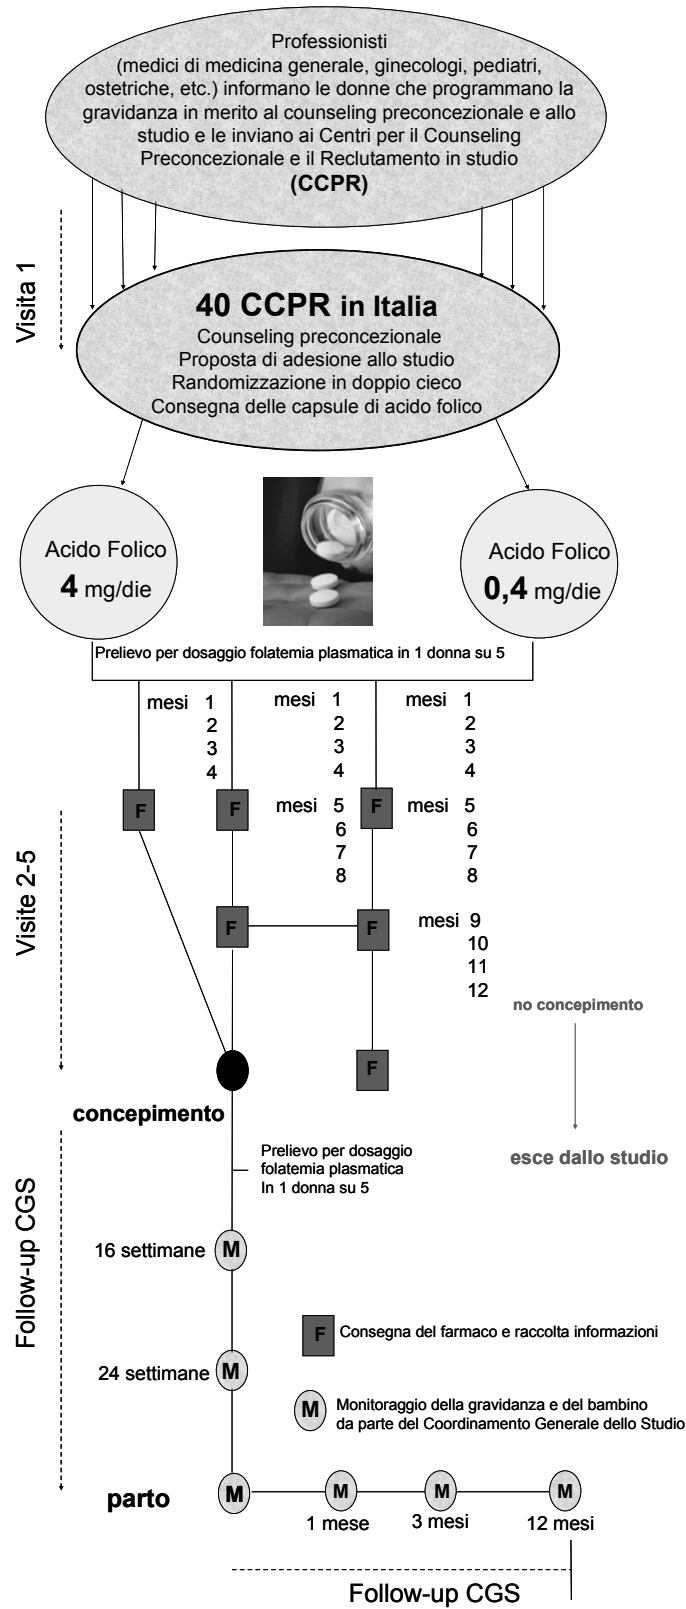 Professionisti
(medici di medicina generale, ginecologi, pediatri,
ostetriche, etc.) informano le donne che programmano la
gravidanza in merito al counseling preconcezionale e allo
studio e le inviano ai Centri per il Counseling
Preconcezionale e il Reclutamento in studio
(CCPR)
Visita 1
40 CCPR in Italia
Counseling preconcezionale
Proposta di adesione allo studio
Randomizzazione in doppio cieco
Consegna delle capsule di acido folico
Acido Folico
4 mg/die
Acido Folico
0,4 mg/die
Prelievo per dosaggio folatemia plasmatica in 1 donna su 5
mesi 1
2
3
4
mesi 1
2
3
4
mesi 1
2
3
4
F
F
F
mesi 5
6
7
8
mesi 5
6
7
8
Visite 2-5
F
F
mesi 9
10
11
12
no concepimento
F
concepimento
esce dallo studio
Prelievo per dosaggio
folatemia plasmatica
In 1 donna su 5
Follow-up CGS
16 settimane
M
F
Consegna del farmaco e raccolta informazioni
24 settimane
M
M
Monitoraggio della gravidanza e del bambino
da parte del Coordinamento Generale dello Studio
parto
M
M
M
M
1 mese
3 mesi
12 mesi
Follow-up CGS